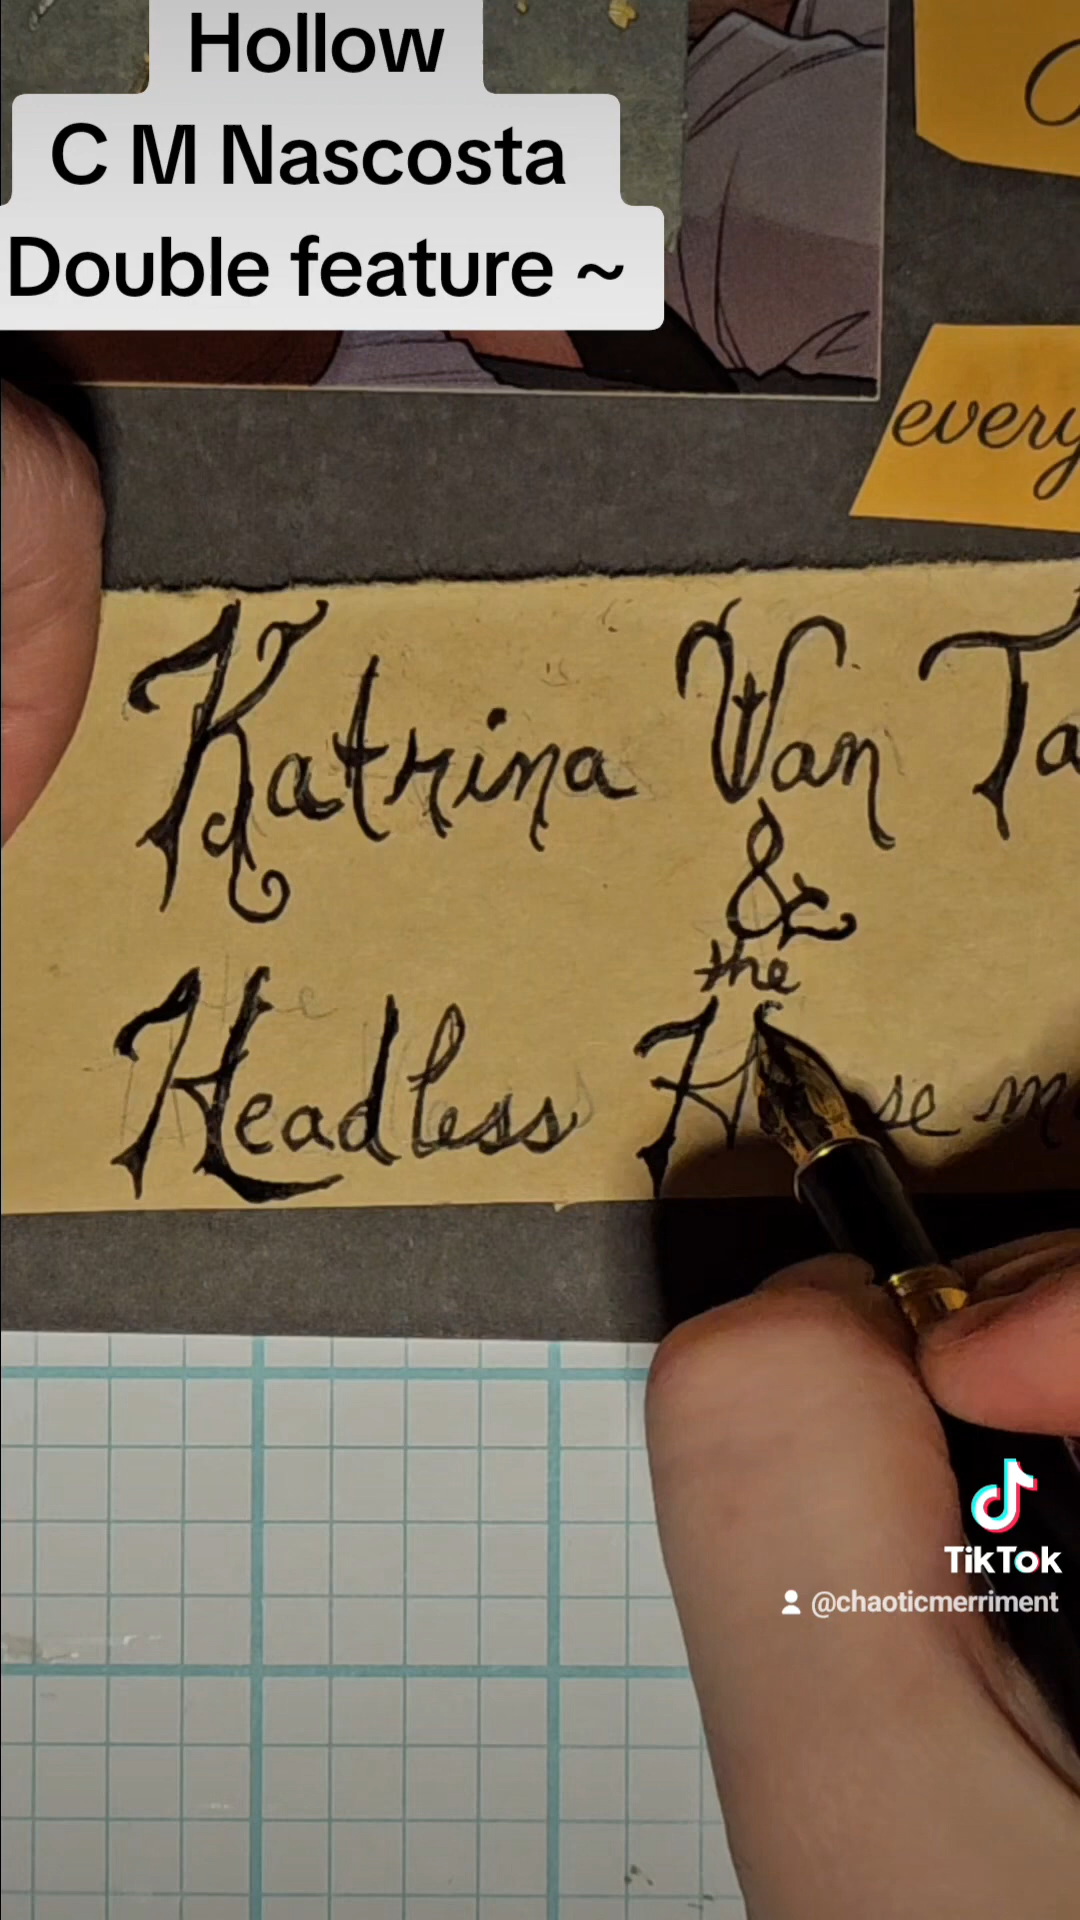 Hollow
C M Nascosta
Double feature ~
every
Katrina Van Ta
&
the
Headless H se m
TikTok
@chaoticmerriment